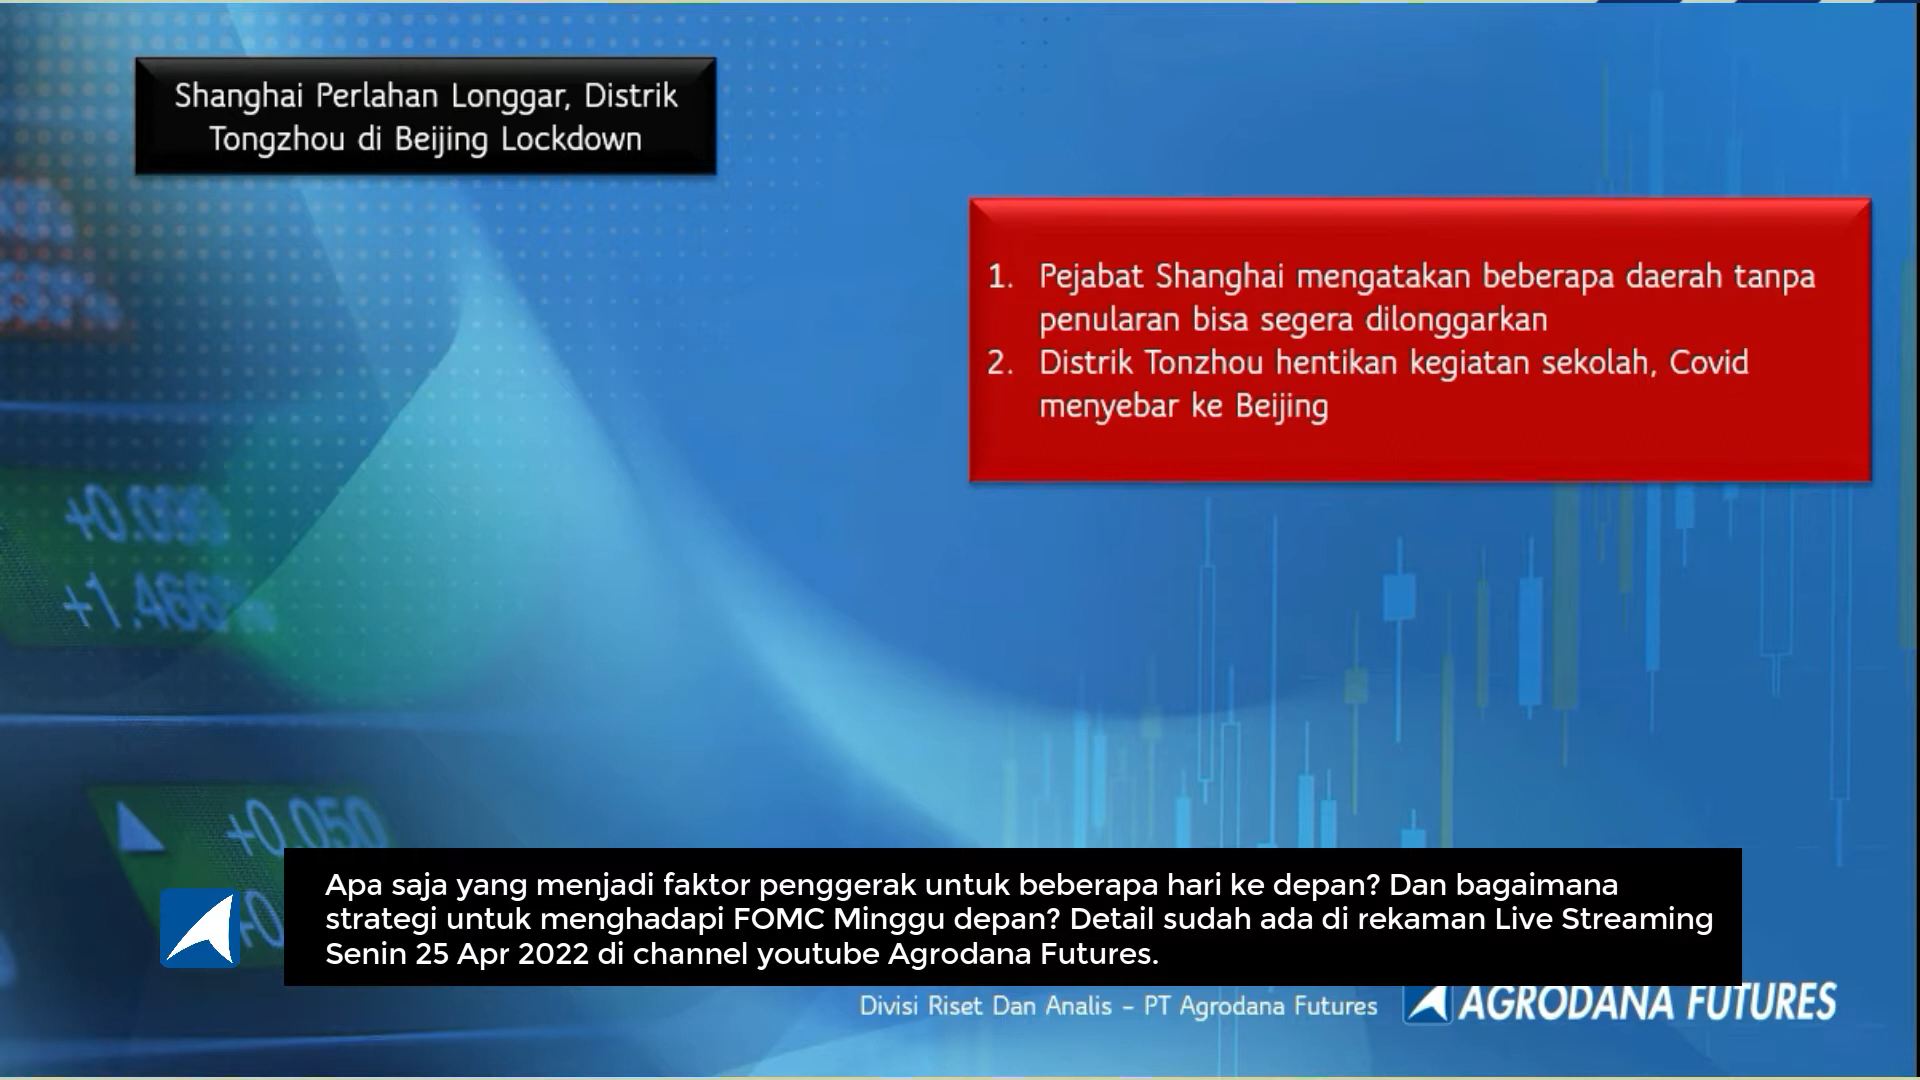 Shanghai Perlahan Longgar, Distrik
Tongzhou di Beijing Lockdown
1. Pejabat Shanghai mengatakan beberapa daerah tanpa
penularan bisa segera dilonggarkan
2. Distrik Tonzhou hentikan kegiatan sekolah, Covid
menyebar ke Beijing
+0.050
Apa saja yang menjadi faktor penggerak untuk beberapa hari ke depan? Dan bagaimana
strategi untuk menghadapi FOMC Minggu depan? Detail sudah ada di rekaman Live Streaming
Senin 25 Apr 2022 di channel youtube Agrodana Futures.
Divisi Riset Dan Analis – PT Agrodana Futures
AGRODANA FUTURES